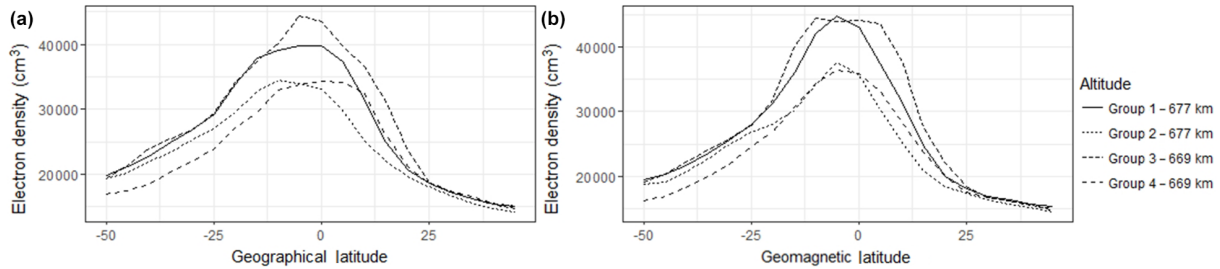 (a)
Electron density (cm³)
40000
30000
20000
-50
-25
0
25
Geographical latitude
(b)
Electron density (cm³)
40000
30000
20000
-50
-25
0
25
Geomagnetic latitude
Altitude
Group 1 – 677 km
Group 2 – 677 km
Group 3 – 669 km
Group 4 – 669 km